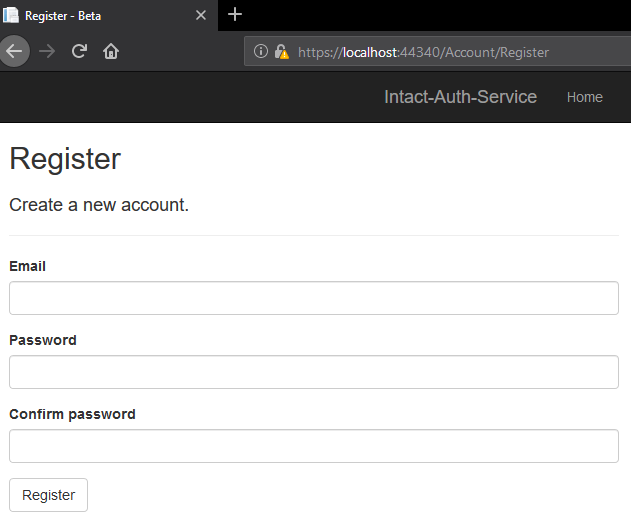 Register - Beta
https://localhost:44340/Account/Register
Intact-Auth-Service Home
Register
Create a new account.
Email
Password
Confirm password
Register